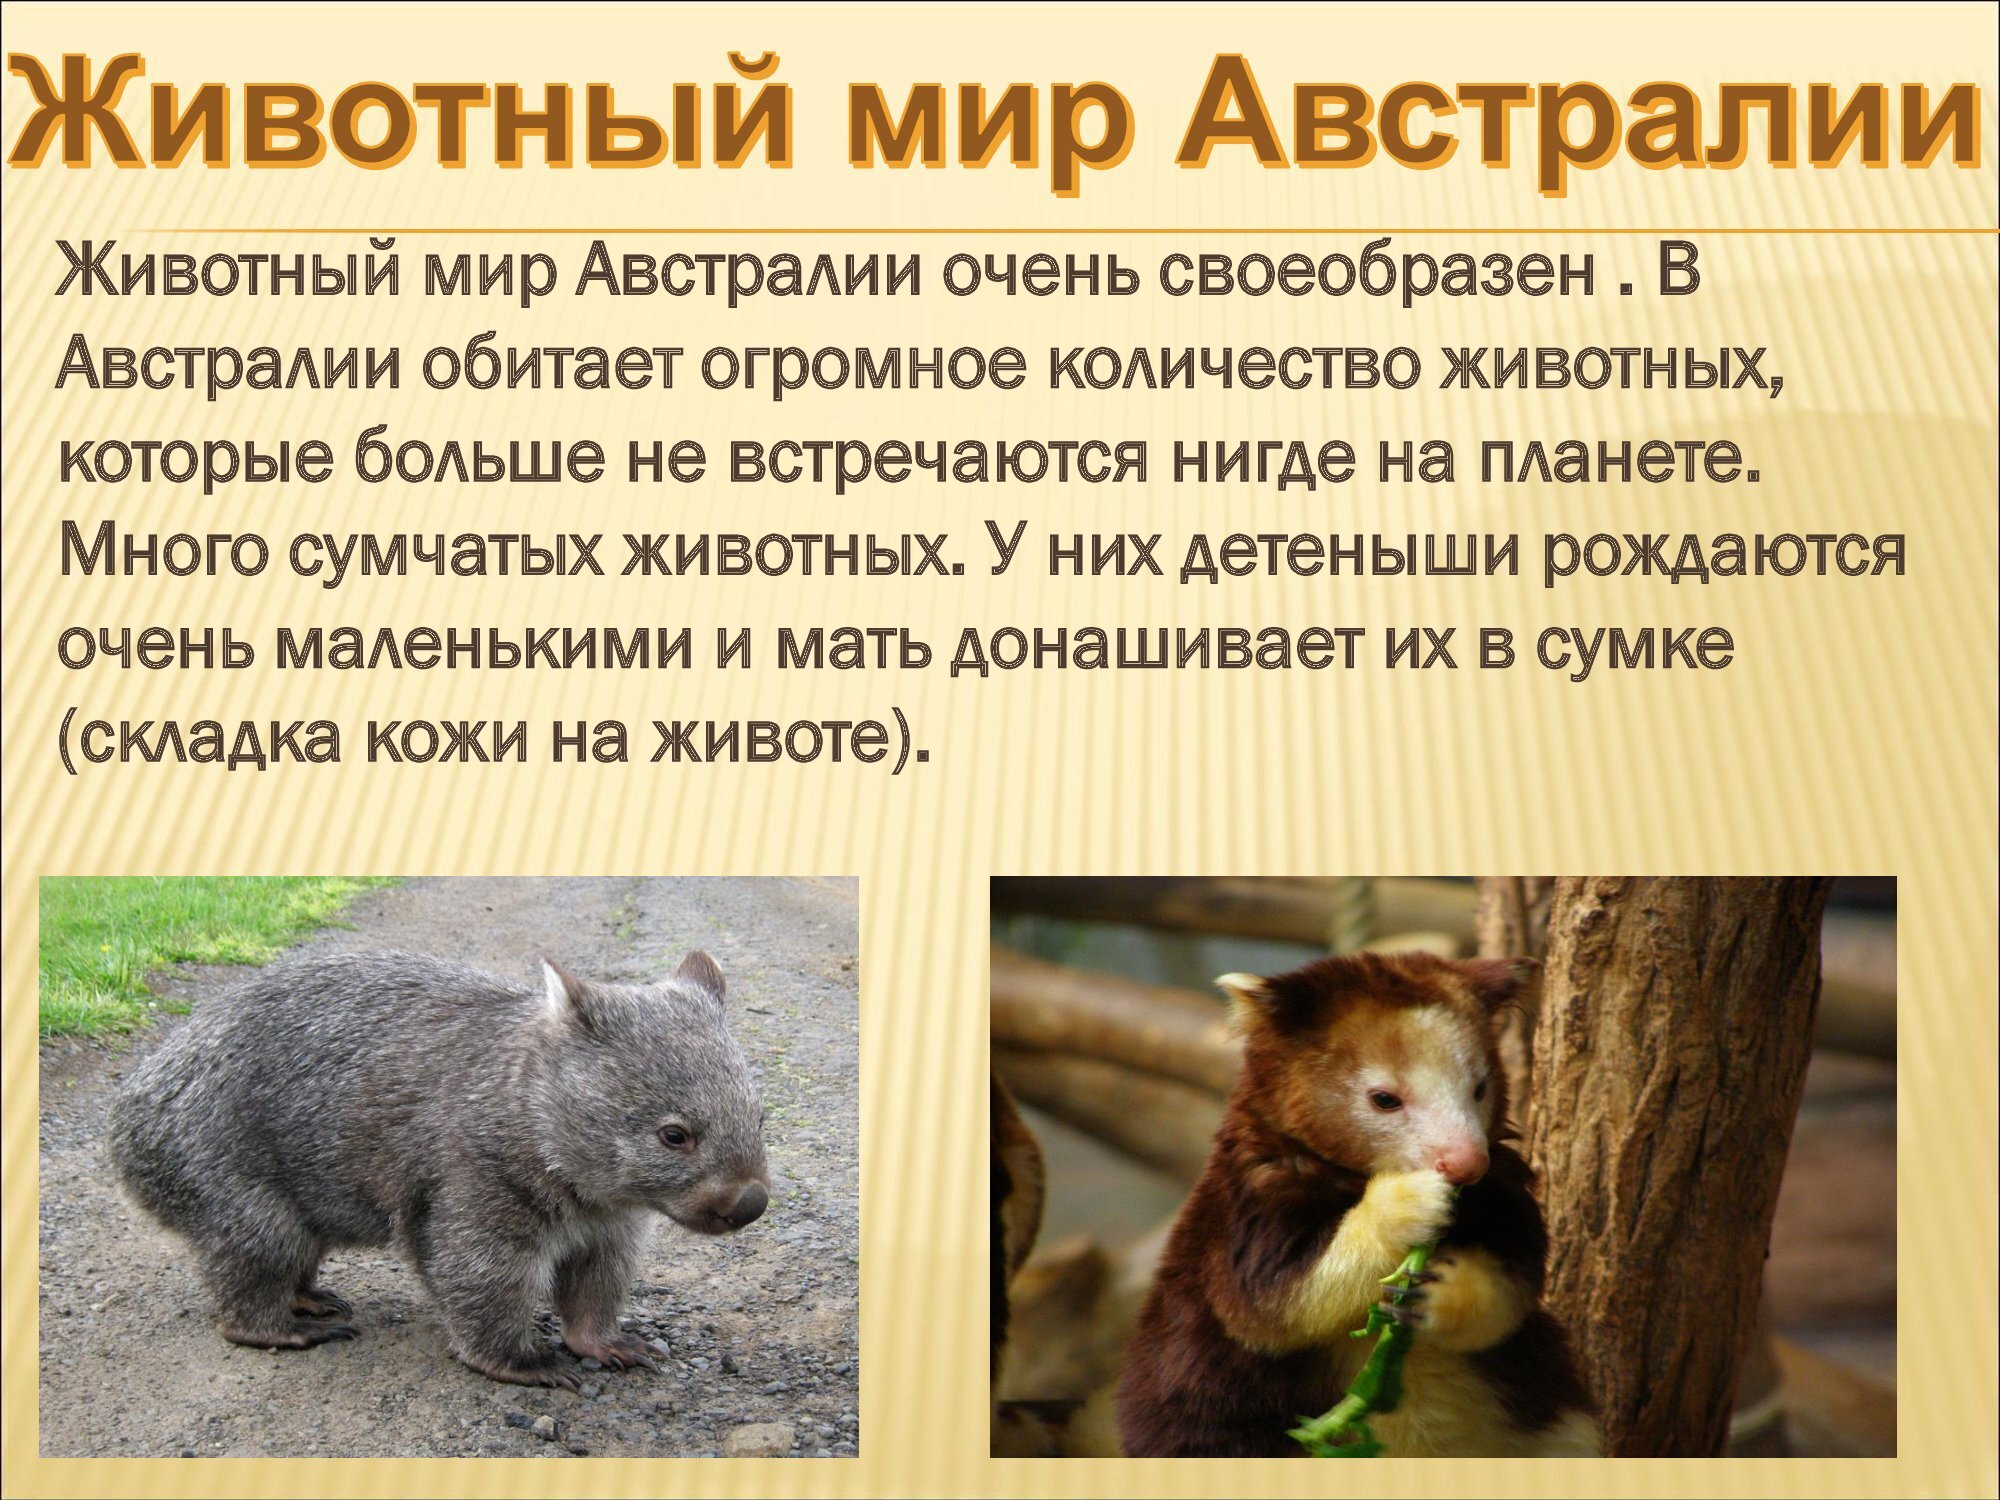 Животный мир Австралии
Животный мир Австралии очень своеобразен . В
Австралии обитает огромное количество животных,
которые больше не встречаются нигде на планете.
Много сумчатых животных. У них детеныши рождаются
очень маленькими и мать донашивает их в сумке
(складка кожи на животе).